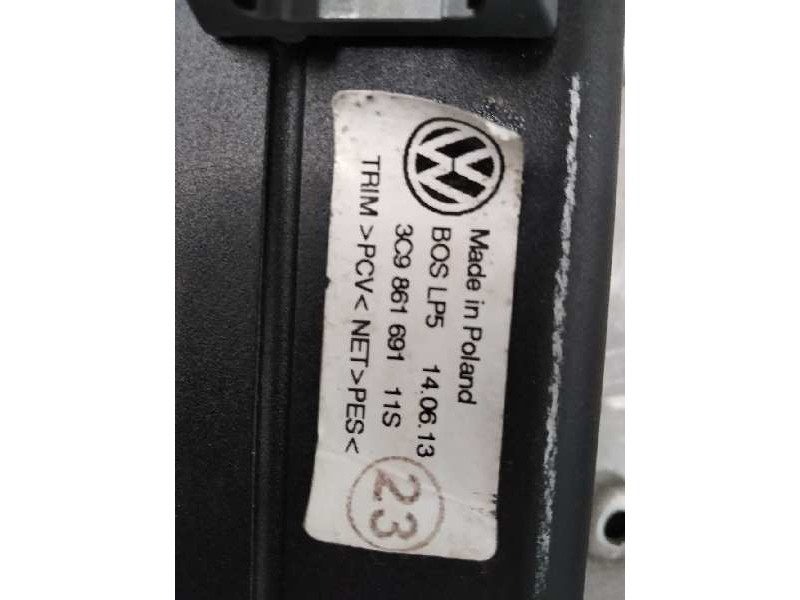 Made in Poland
BOS LP5 14.06.13
3C9 861 691 11S
TRIM >PCV< NET>PES<
23